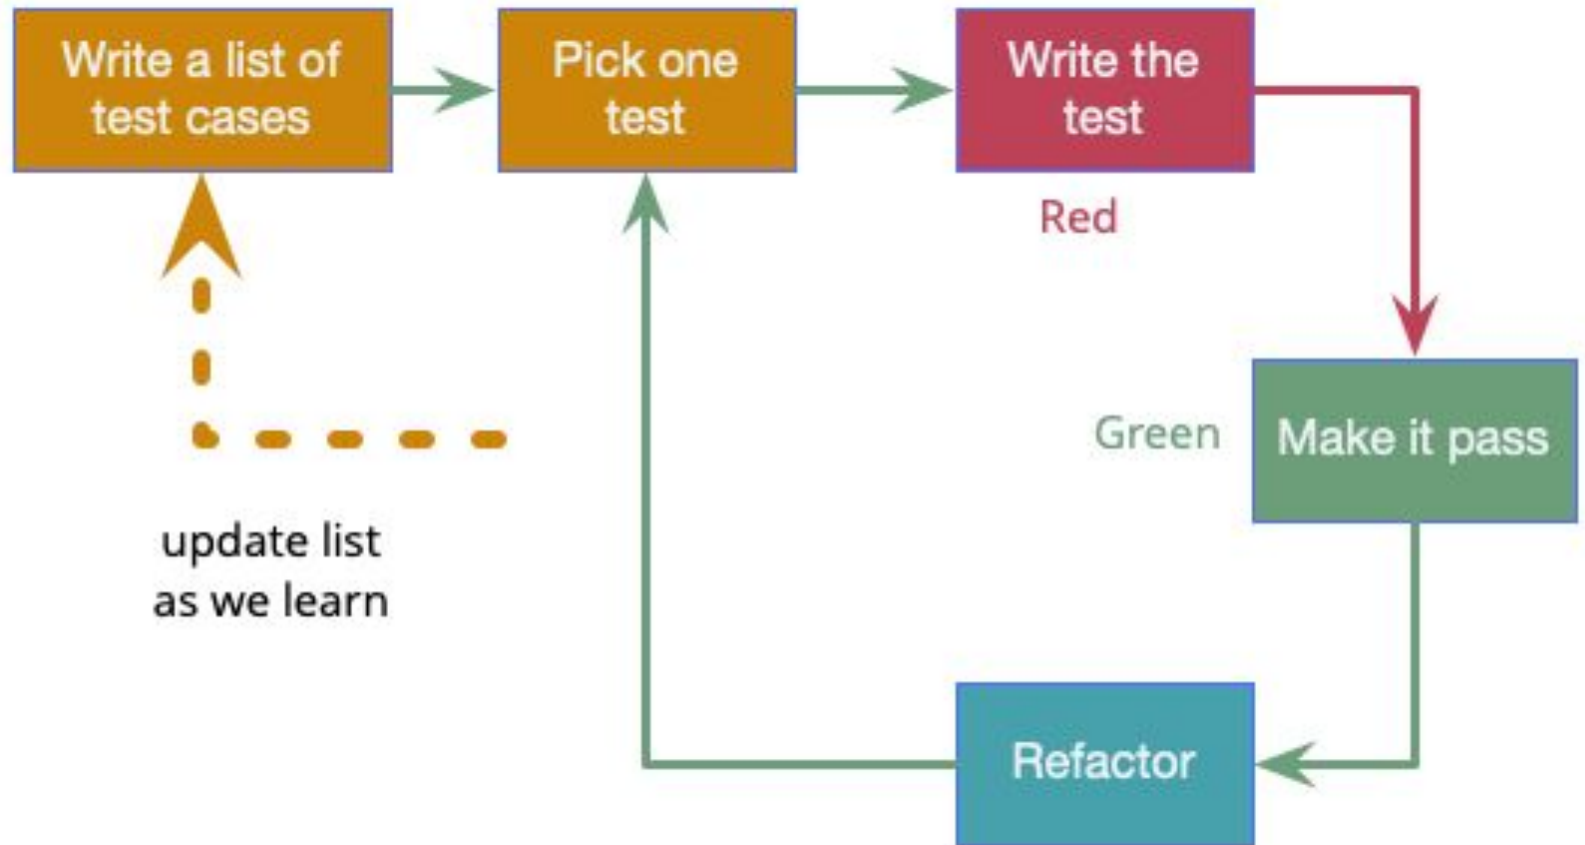 Write a list of
test cases
Pick one
test
Write the
test
Red
Green
Make it pass
update list
as we learn
Refactor